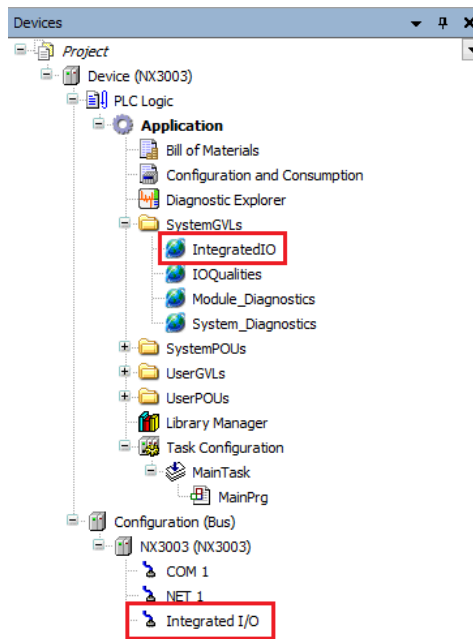 Devices
Project
Device (NX3003)
PLC Logic
Application
Bill of Materials
Configuration and Consumption
Diagnostic Explorer
SystemGVLs
IntegratedIO
IOQualities
Module_Diagnostics
System_Diagnostics
SystemPOUs
UserGVLs
UserPOUs
Library Manager
Task Configuration
MainTask
MainPrg
Configuration (Bus)
NX3003 (NX3003)
COM 1
NET 1
Integrated I/O